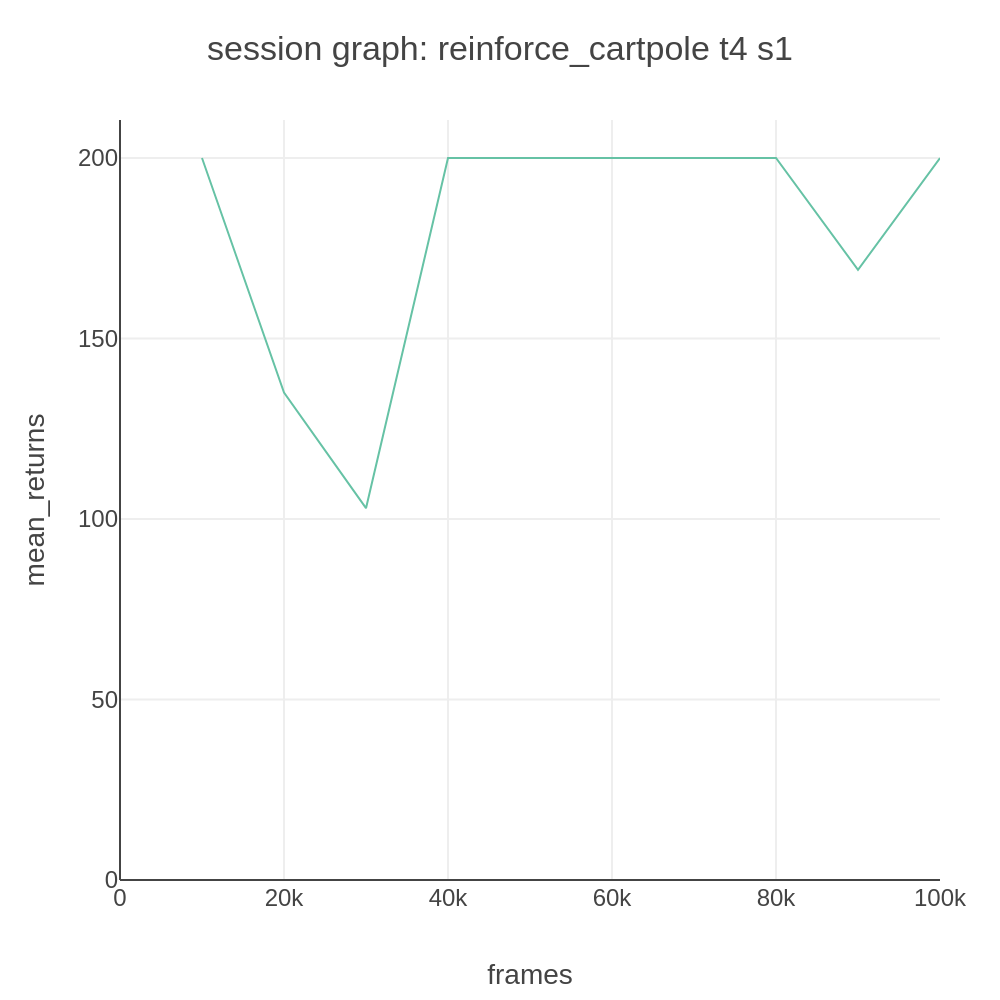 session graph: reinforce_cartpole t4 s1
200
150
100
50
0
mean_returns
0 20k 40k 60k 80k 100k
frames